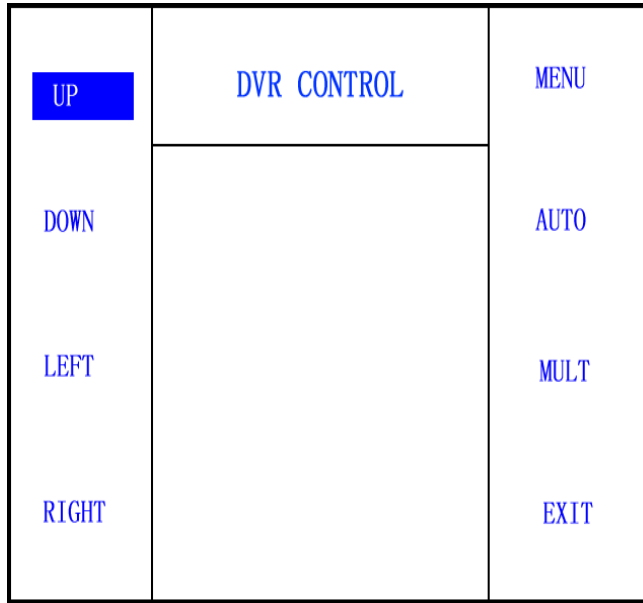 UP
DVR CONTROL
MENU
DOWN
AUTO
LEFT
MULT
RIGHT
EXIT